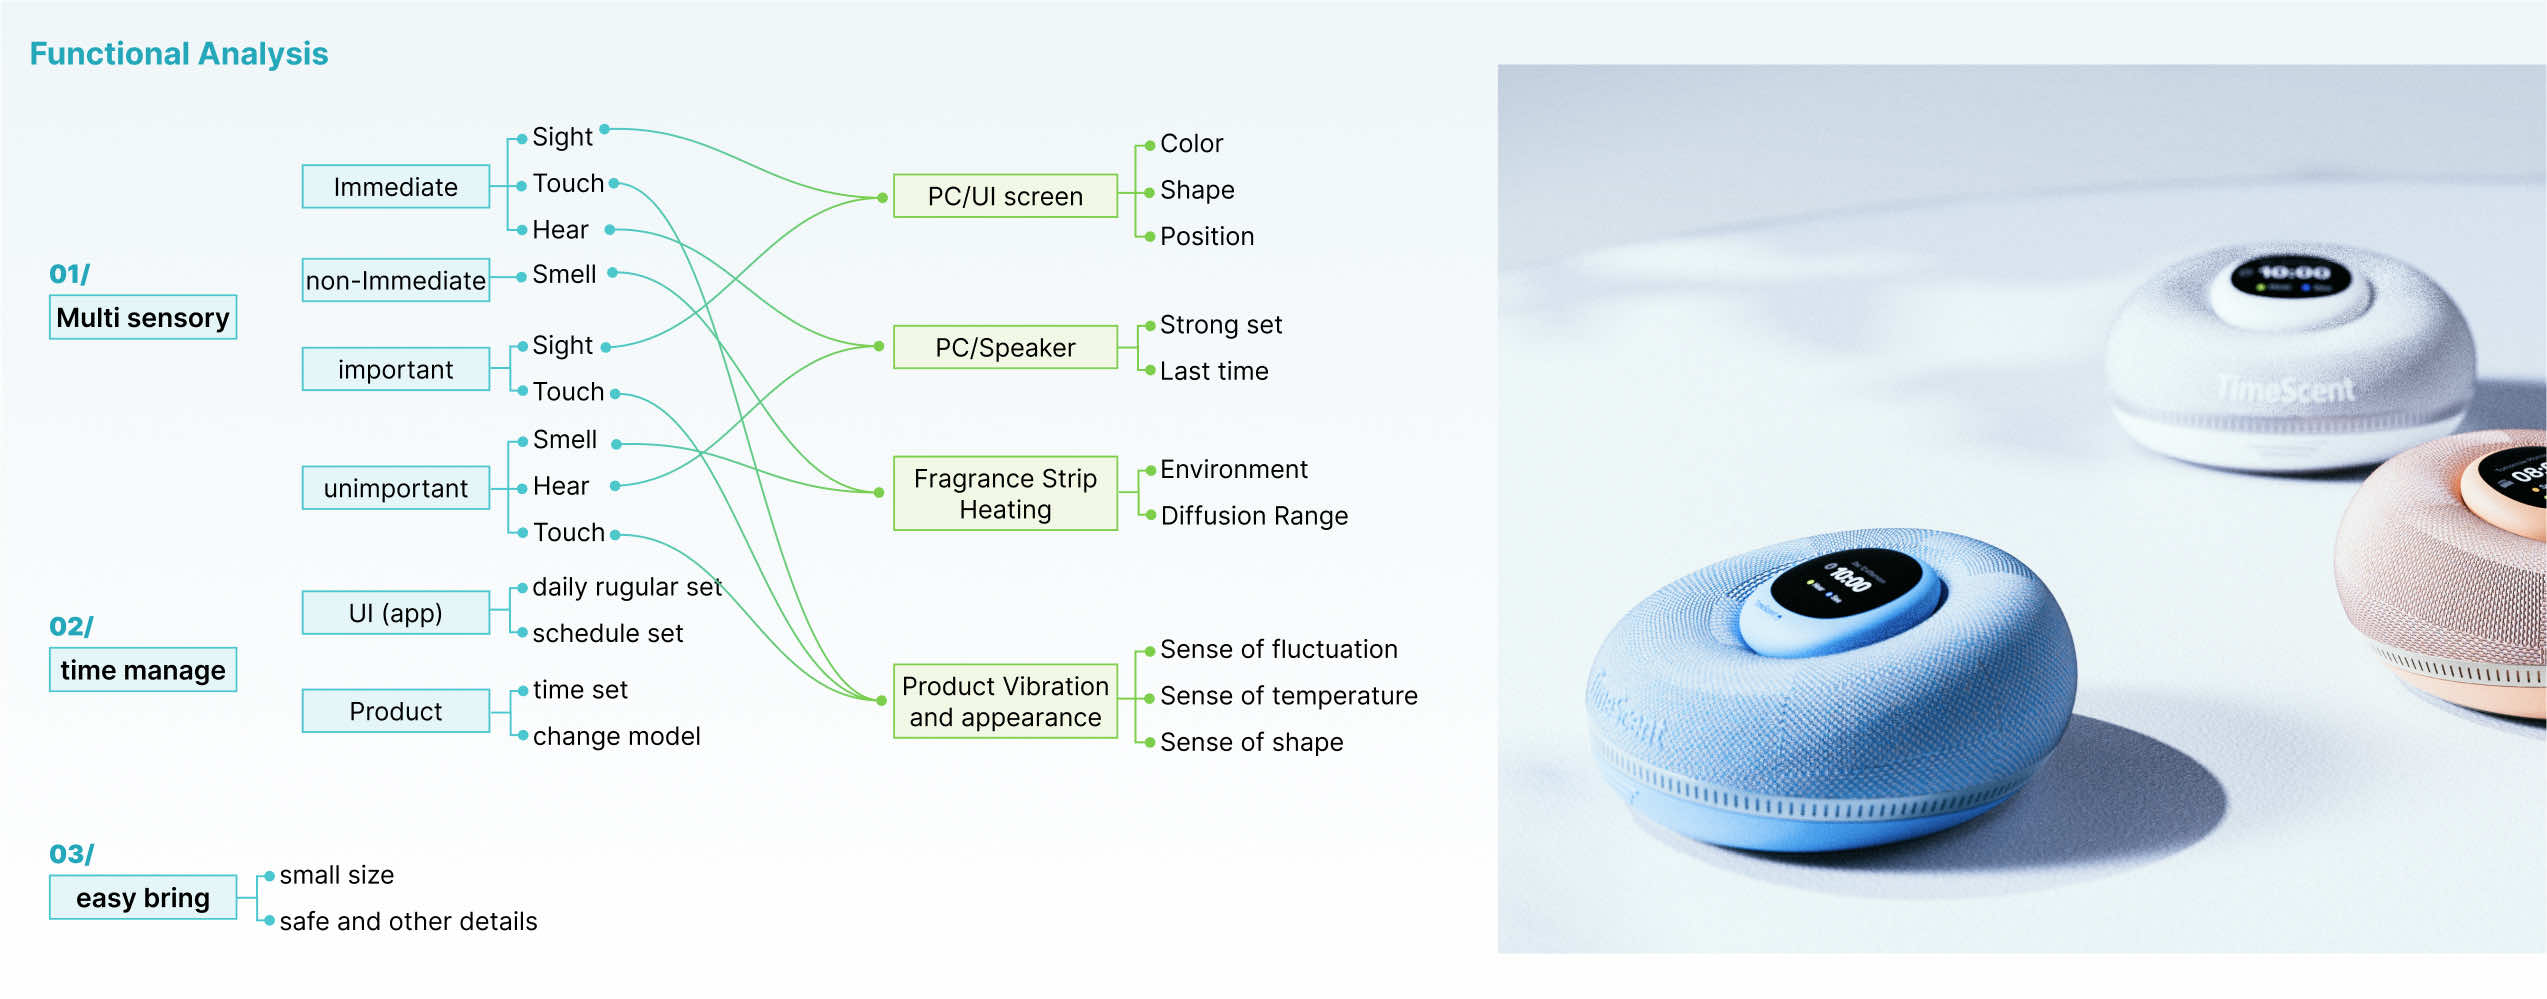 Functional Analysis
01/
Multi sensory
Immediate
Sight
Touch
Hear
non-Immediate
Smell
important
Sight
Touch
unimportant
Smell
Hear
Touch
PC/UI screen
Color
Shape
Position
PC/Speaker
Strong set
Last time
Fragrance Strip
Heating
Environment
Diffusion Range
Product Vibration
and appearance
Sense of fluctuation
Sense of temperature
Sense of shape
02/
time manage
UI (app)
daily rugular set
schedule set
Product
time set
change model
03/
easy bring
small size
safe and other details
10:00
TimeScent
10:00
TimeScent